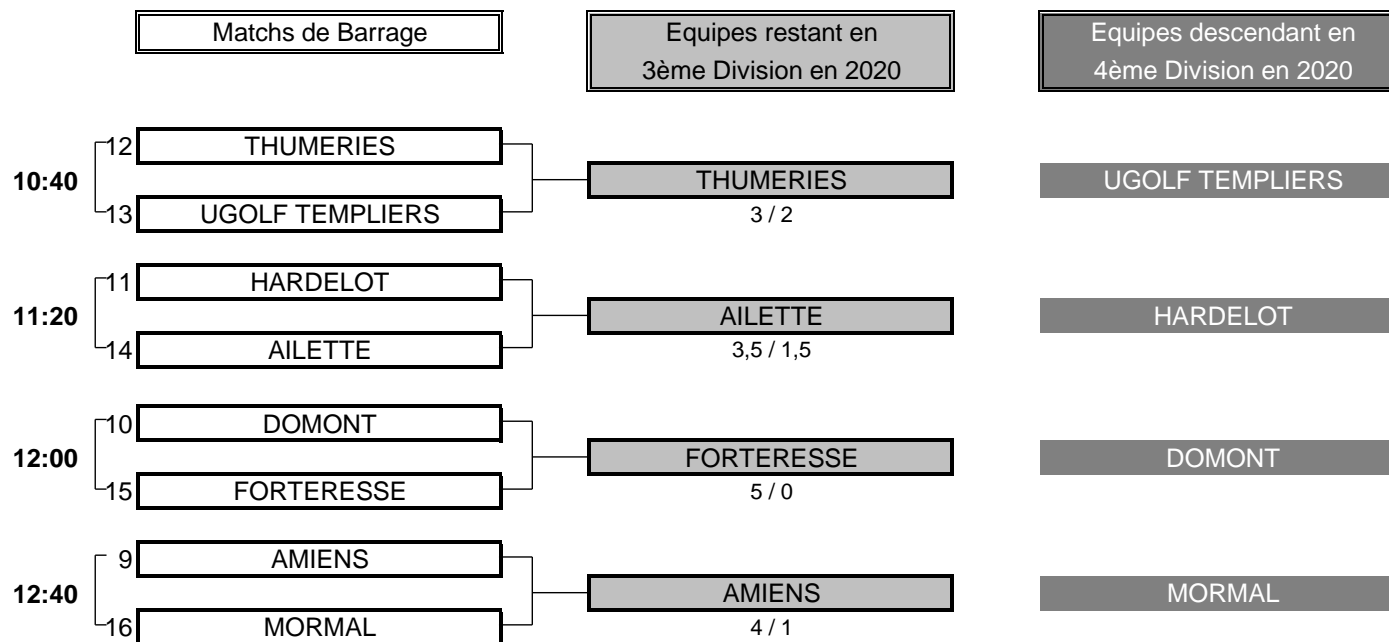 Matchs de Barrage
Equipes restant en
3ème Division en 2020
Equipes descendant en
4ème Division en 2020
12 THUMERIES
10:40 THUMERIES UGOLF TEMPLIERS
13 UGOLF TEMPLIERS 3 / 2
11 HARDELOT
11:20 AILETTE HARDELOT
14 AILETTE 3,5 / 1,5
10 DOMONT
12:00 FORTERESSE DOMONT
15 FORTERESSE 5 / 0
9 AMIENS
12:40 AMIENS MORMAL
16 MORMAL 4 / 1